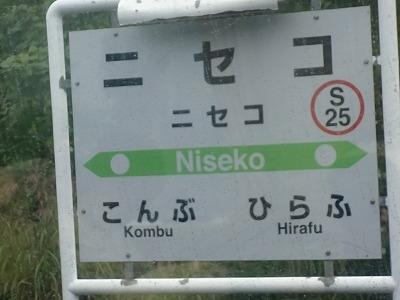 ニセコ
ニセコ
S
25
Niseko
こんぶ ひらふ
Kombu Hirafu